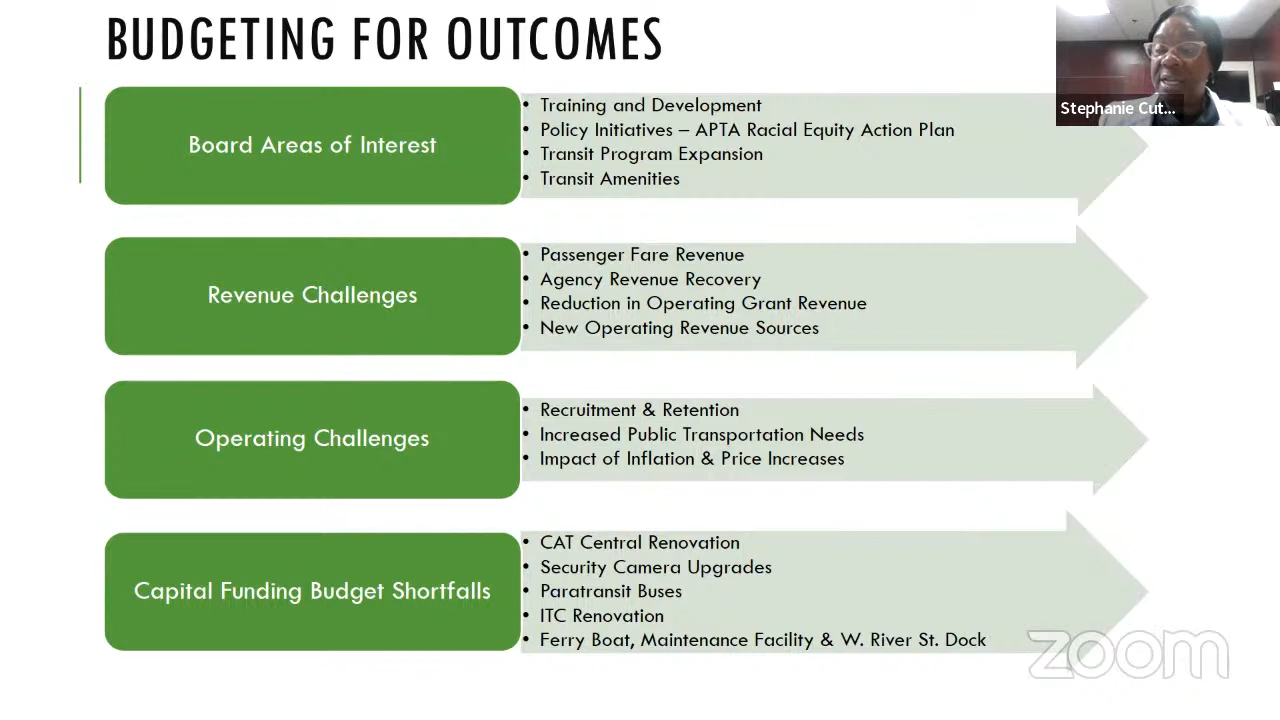 BUDGETING FOR OUTCOMES
Stephanie Cut...
Board Areas of Interest
• Training and Development
• Policy Initiatives – APTA Racial Equity Action Plan
• Transit Program Expansion
• Transit Amenities
Revenue Challenges
• Passenger Fare Revenue
• Agency Revenue Recovery
• Reduction in Operating Grant Revenue
• New Operating Revenue Sources
Operating Challenges
• Recruitment & Retention
• Increased Public Transportation Needs
• Impact of Inflation & Price Increases
Capital Funding Budget Shortfalls
• CAT Central Renovation
• Security Camera Upgrades
• Paratransit Buses
• ITC Renovation
• Ferry Boat, Maintenance Facility & W. River St. Dock
zoom